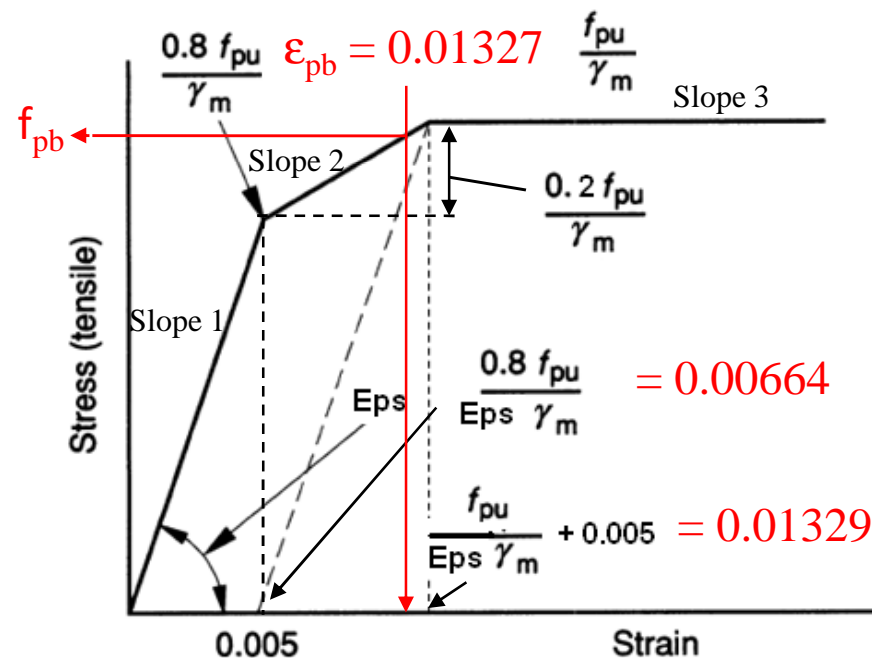 0.8 fpu
γm
εpb = 0.01327
fpu
γm
Slope 3
fpb
Slope 2
0.2 fpu
γm
Stress (tensile)
Slope 1
Eps
0.8 fpu
Eps γm
= 0.00664
fpu
Eps γm
+ 0.005
= 0.01329
0.005
Strain